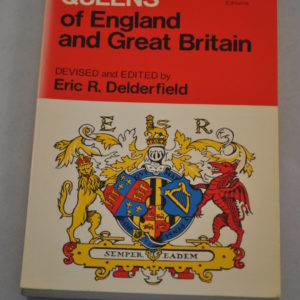 QUEENS
of England
and Great Britain
DEVISED and EDITED by
Eric R. Delderfield
E R
SEMPER EADEM